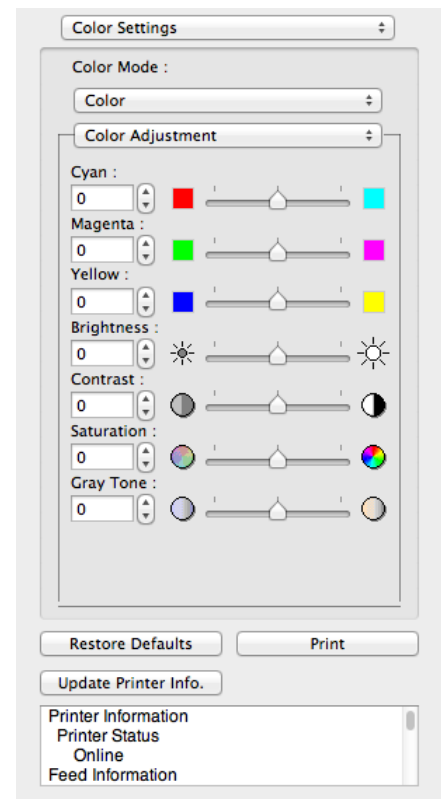 Color Settings
Color Mode :
Color
Color Adjustment
Cyan :
0
Magenta :
0
Yellow :
0
Brightness :
0
Contrast :
0
Saturation :
0
Gray Tone :
0
Restore Defaults Print
Update Printer Info.
Printer Information
Printer Status
Online
Feed Information